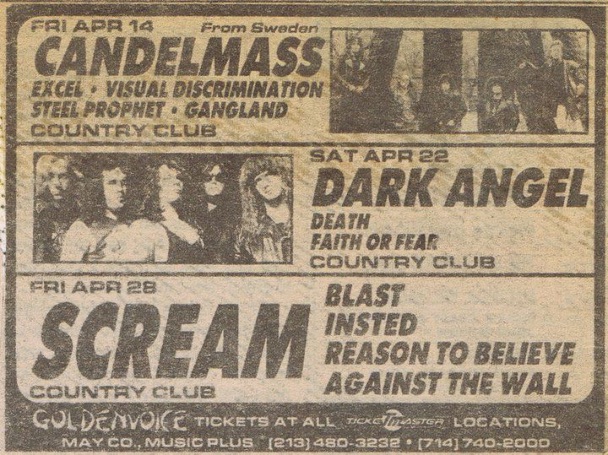 FRI APR 14 From Sweden
CANDELMASS
EXCEL • VISUAL DISCRIMINATION
STEEL PROPHET • GANGLAND
COUNTRY CLUB
SAT APR 22
DARK ANGEL
DEATH
FAITH OR FEAR
COUNTRY CLUB
FRI APR 28
SCREAM
COUNTRY CLUB
BLAST
INSTED
REASON TO BELIEVE
AGAINST THE WALL
GOLDENVOICE TICKETS AT ALL TICKETMASTER LOCATIONS,
MAY CO., MUSIC PLUS (213) 480-3232 • (714) 740-2000